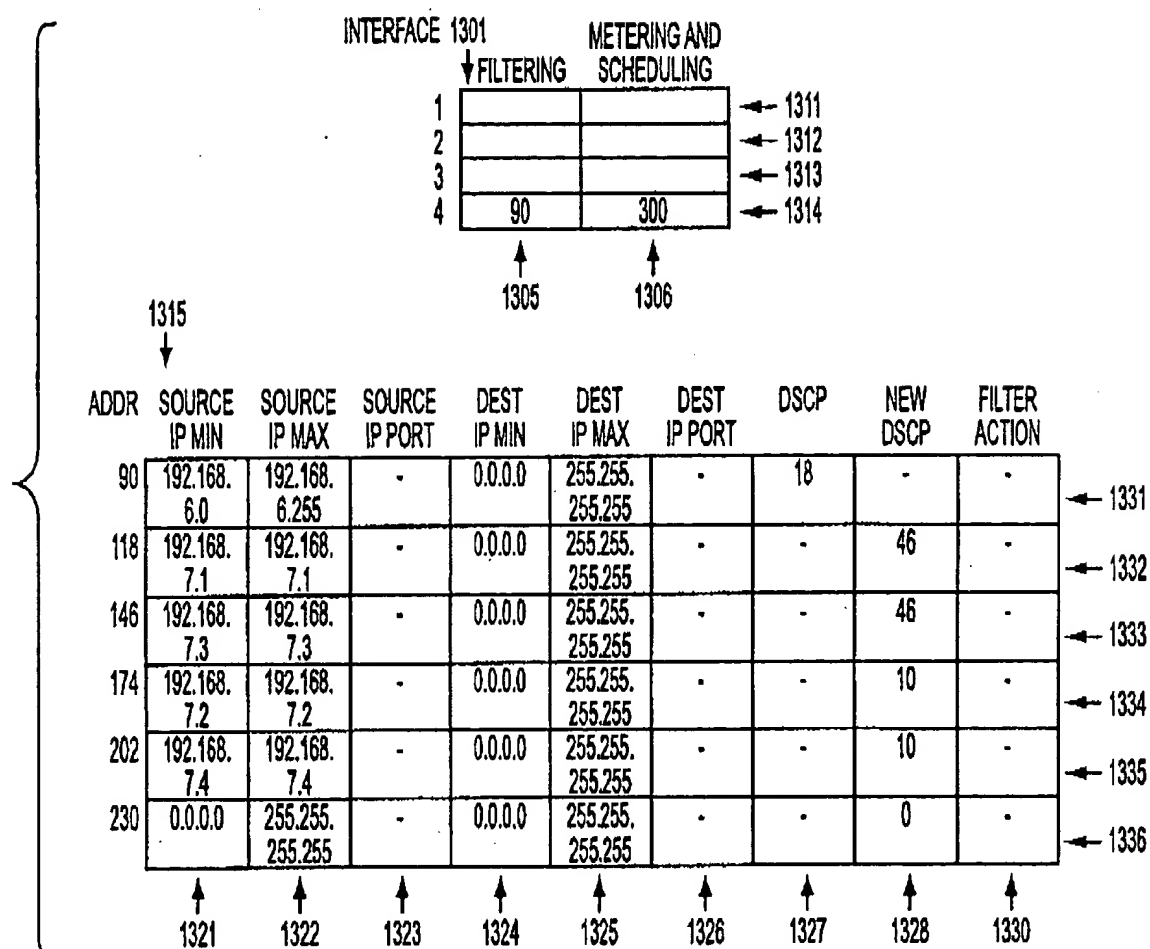 INTERFACE 1301
METERING AND
FILTERING SCHEDULING
1 1311
2 1312
3 1313
4 90 300 1314
1305 1306
1315
ADDR SOURCE SOURCE SOURCE DEST DEST DEST DSCP NEW FILTER
IP MIN IP MAX IP PORT IP MIN IP MAX IP PORT DSCP ACTION
90 192.168. 192.168. - 0.0.0.0 255.255. - 18 - -
6.0 6.255 255.255
1331
118 192.168. 192.168. - 0.0.0.0 255.255. - - 46 -
7.1 7.1 255.255
1332
146 192.168. 192.168. - 0.0.0.0 255.255. - - 46 -
7.3 7.3 255.255
1333
174 192.168. 192.168. - 0.0.0.0 255.255. - - 10 -
7.2 7.2 255.255
1334
202 192.168. 192.168. - 0.0.0.0 255.255. - - 10 -
7.4 7.4 255.255
1335
230 0.0.0.0 255.255. - 0.0.0.0 255.255. - - 0 -
255.255 255.255
1336
1321 1322 1323 1324 1325 1326 1327 1328 1330